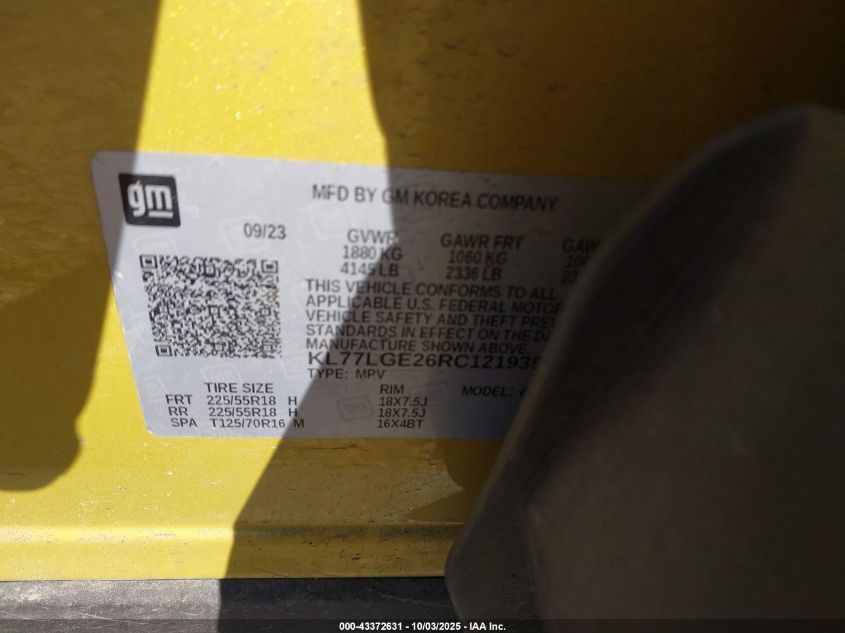 gm
MFD BY GM KOREA COMPANY
09/23
GVWR GAWR FRT
1880 KG 1060 KG
4145 LB 2336 LB
THIS VEHICLE CONFORMS TO ALL
APPLICABLE U.S. FEDERAL MOTOR
VEHICLE SAFETY AND THEFT
STANDARDS IN EFFECT ON THE
MANUFACTURE SHOWN ABOVE
KL77LGE26RC121939
TYPE: MPV
TIRE SIZE RIM MODEL:
FRT 225/55R18 H 18X7.5J
RR 225/55R18 H 18X7.5J
SPA T125/70R16 M 16X4BT
000-43372631 - 10/03/2025 - IAA Inc.